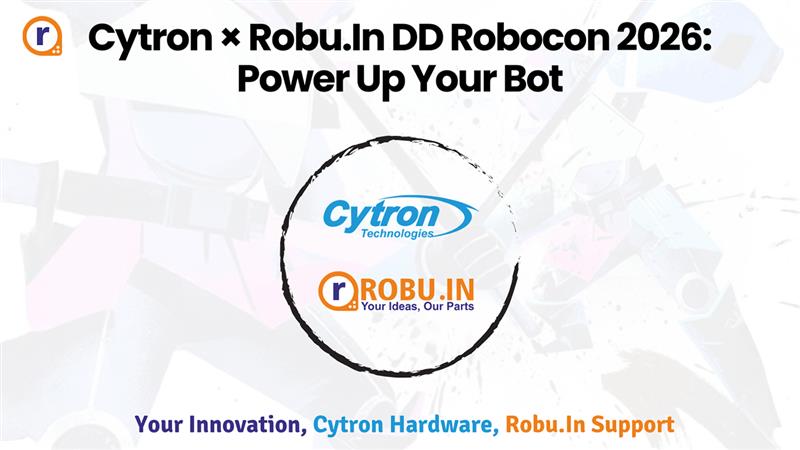 r
Cytron × Robu.In DD Robocon 2026:
Power Up Your Bot
Cytron
Technologies
r ROBU.IN
Your Ideas, Our Parts
Your Innovation, Cytron Hardware, Robu.In Support